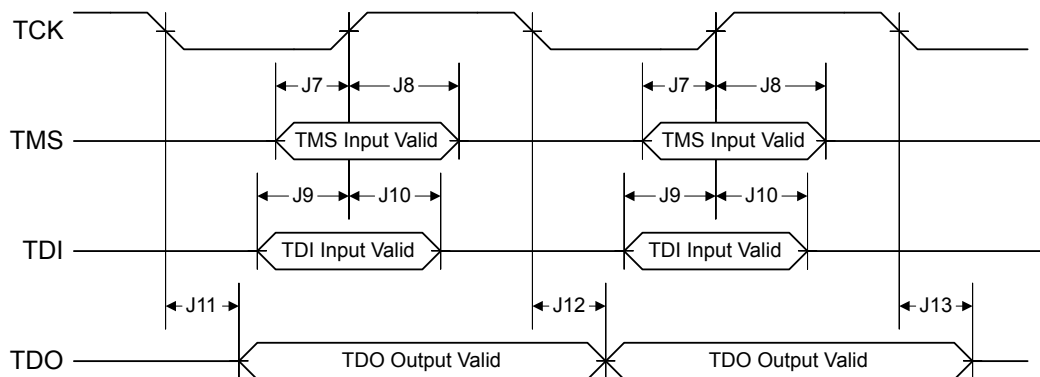 TCK
J7 J8 J7 J8
TMS TMS Input Valid TMS Input Valid
J9 J10 J9 J10
TDI TDI Input Valid TDI Input Valid
J11 J12 J13
TDO TDO Output Valid TDO Output Valid